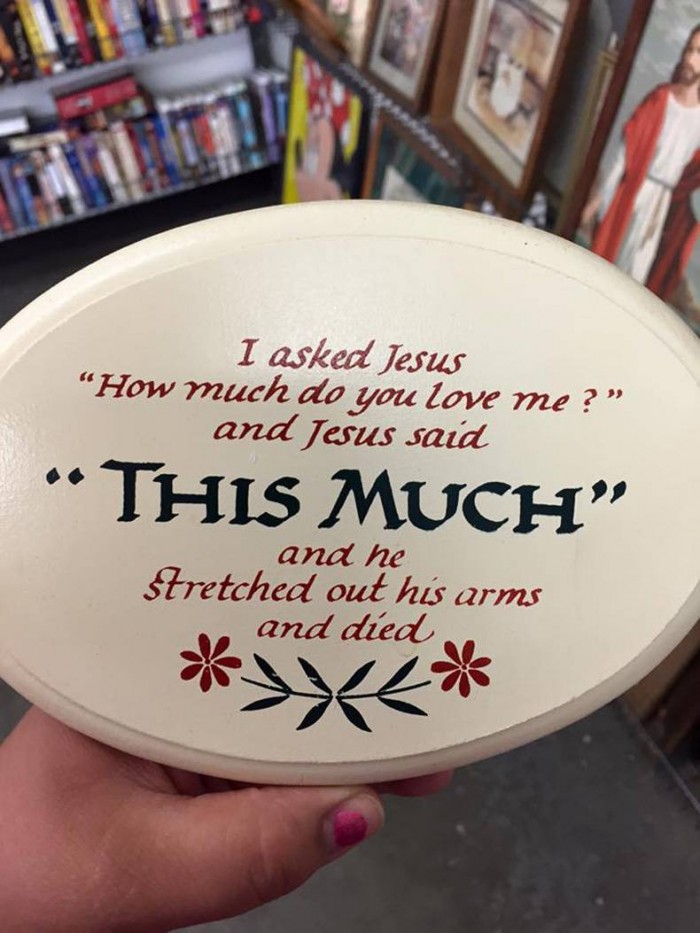 I asked Jesus
“How much do you love me?”
and Jesus said
“THIS MUCH”
and he
stretched out his arms
and died